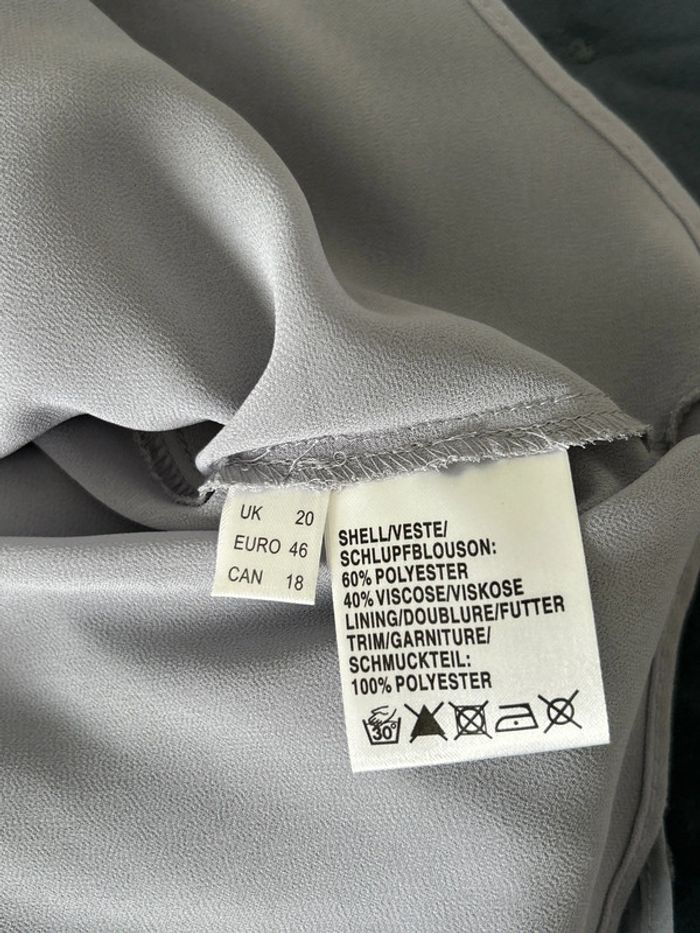 UK 20
EURO 46
CAN 18
SHELL/VESTE/
SCHLUPFBLOUSON:
60% POLYESTER
40% VISCOSE/VISKOSE
LINING/DOUBLURE/FUTTER
TRIM/GARNITURE/
SCHMUCKTEIL:
100% POLYESTER
30°